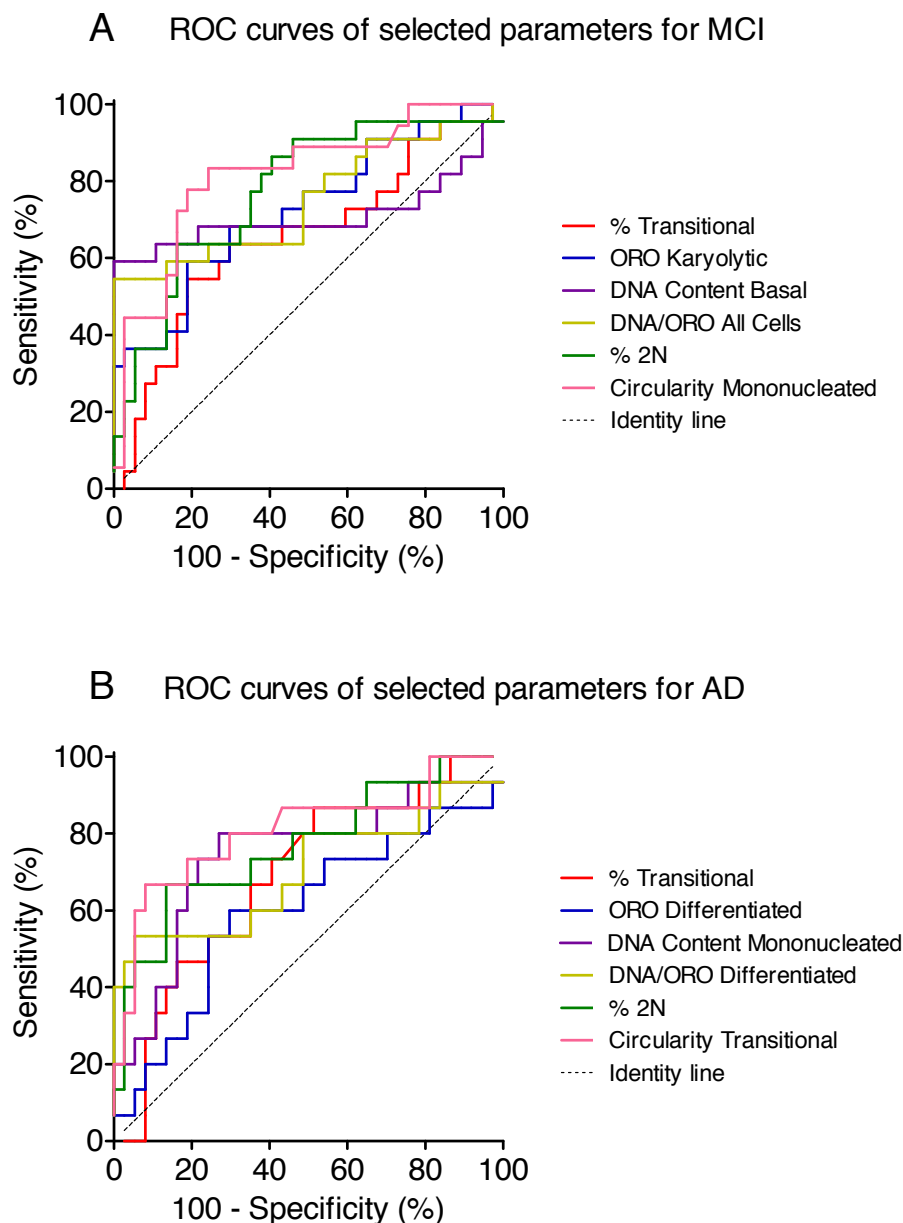 A ROC curves of selected parameters for MCI
100
80
60
40
20
0
Sensitivity (%)
0 20 40 60 80 100
100 - Specificity (%)
% Transitional
ORO Karyolytic
DNA Content Basal
DNA/ORO All Cells
% 2N
Circularity Mononucleated
Identity line
B ROC curves of selected parameters for AD
100
80
60
40
20
0
Sensitivity (%)
0 20 40 60 80 100
100 - Specificity (%)
% Transitional
ORO Differentiated
DNA Content Mononucleated
DNA/ORO Differentiated
% 2N
Circularity Transitional
Identity line